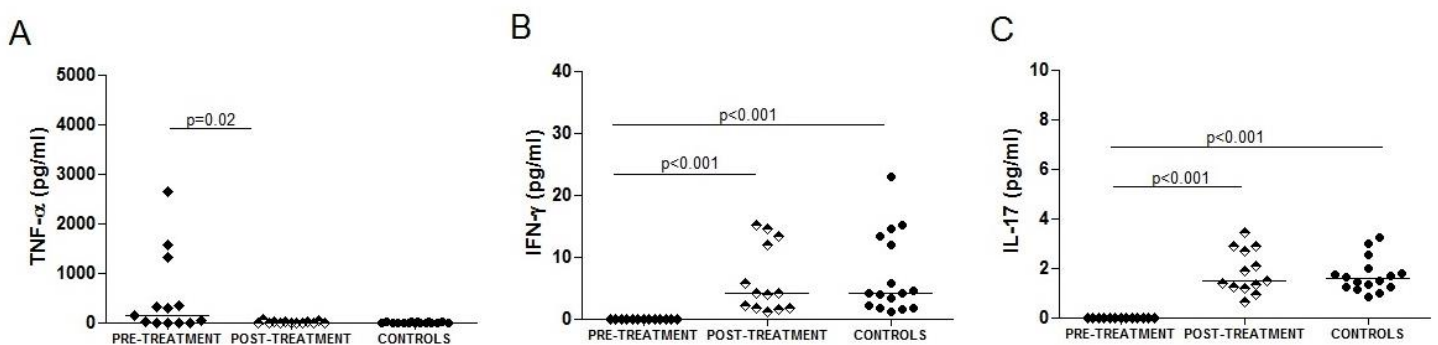 A
TNF-α (pg/ml)
5000
4000
3000
2000
1000
0
p=0.02
PRE-TREATMENT POST-TREATMENT CONTROLS
B
IFN-γ (pg/ml)
40
30
20
10
0
p<0.001
p<0.001
PRE-TREATMENT POST-TREATMENT CONTROLS
C
IL-17 (pg/ml)
10
8
6
4
2
0
p<0.001
p<0.001
PRE-TREATMENT POST-TREATMENT CONTROLS